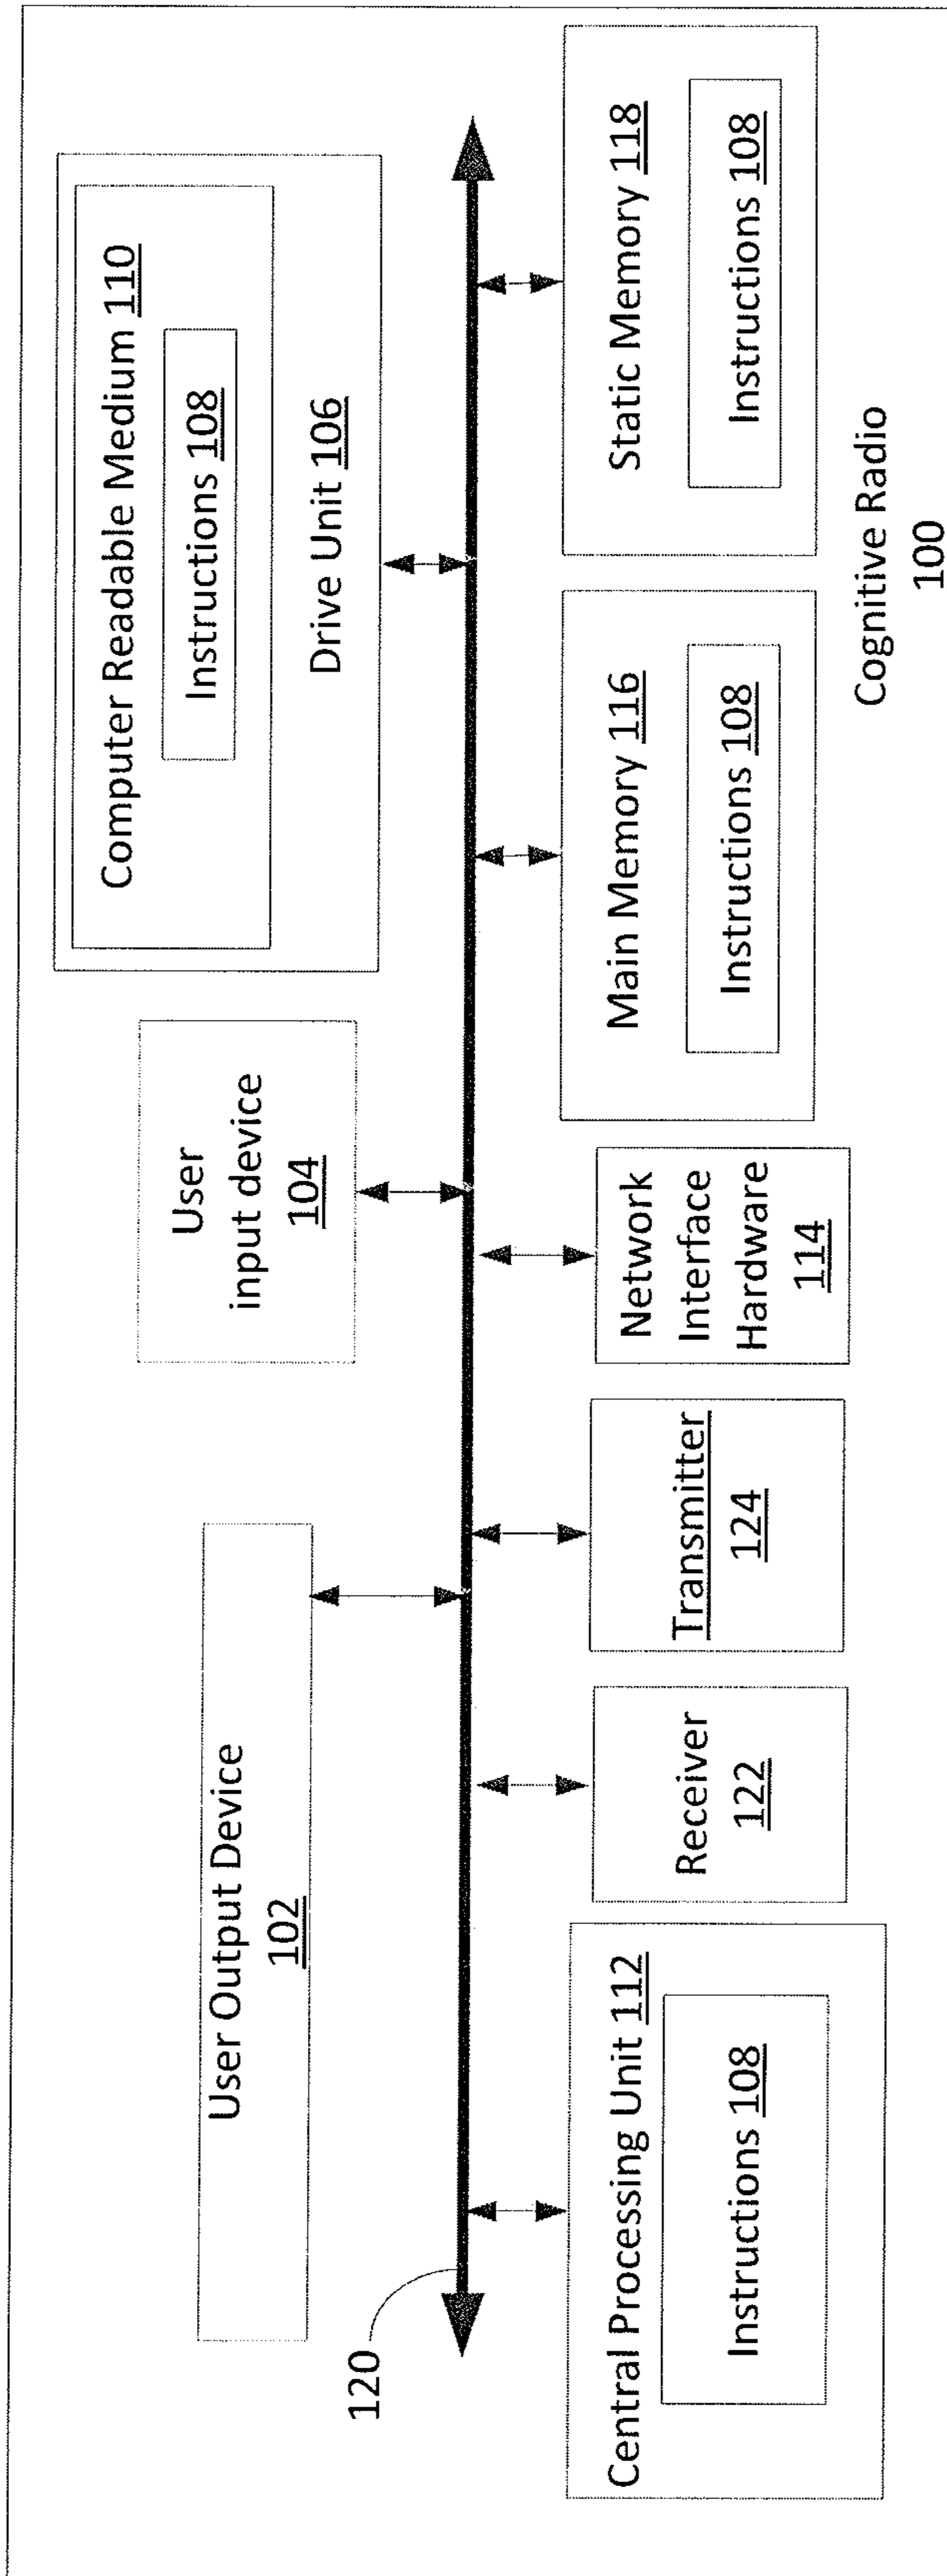 User Output Device
102
User
input device
104
Computer Readable Medium 110
Instructions 108
Drive Unit 106
120
Central Processing Unit 112
Instructions 108
Receiver
122
Transmitter
124
Network
Interface
Hardware
114
Main Memory 116
Instructions 108
Static Memory 118
Instructions 108
Cognitive Radio
100